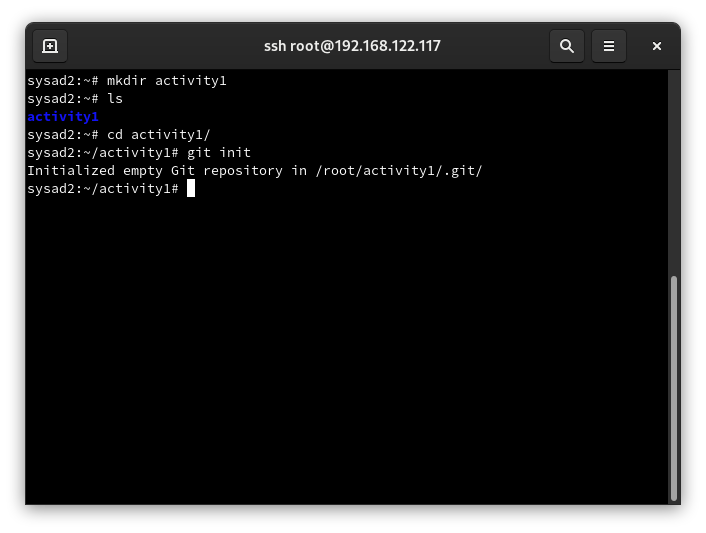 ssh root@192.168.122.117
sysad2:~# mkdir activity1
sysad2:~# ls
activity1
sysad2:~# cd activity1/
sysad2:~/activity1# git init
Initialized empty Git repository in /root/activity1/.git/
sysad2:~/activity1#